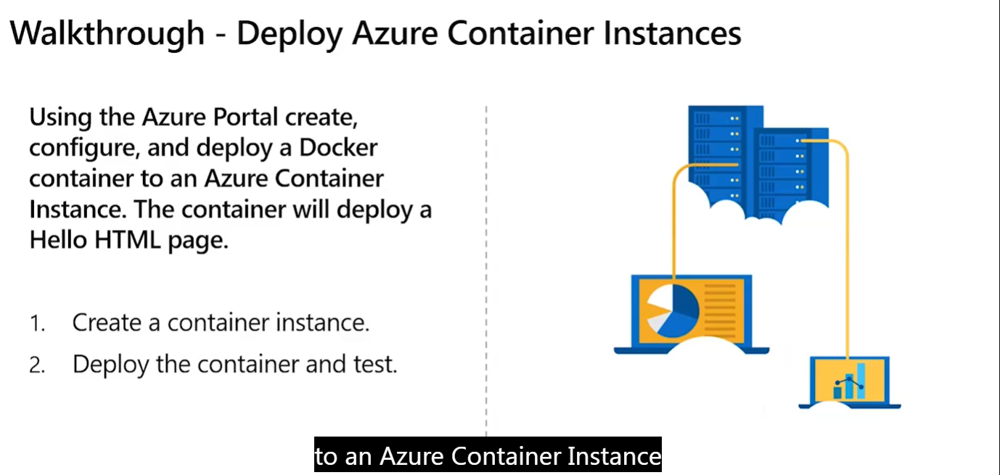 Walkthrough - Deploy Azure Container Instances
Using the Azure Portal create,
configure, and deploy a Docker
container to an Azure Container
Instance. The container will deploy a
Hello HTML page.
1. Create a container instance.
2. Deploy the container and test.
to an Azure Container Instance